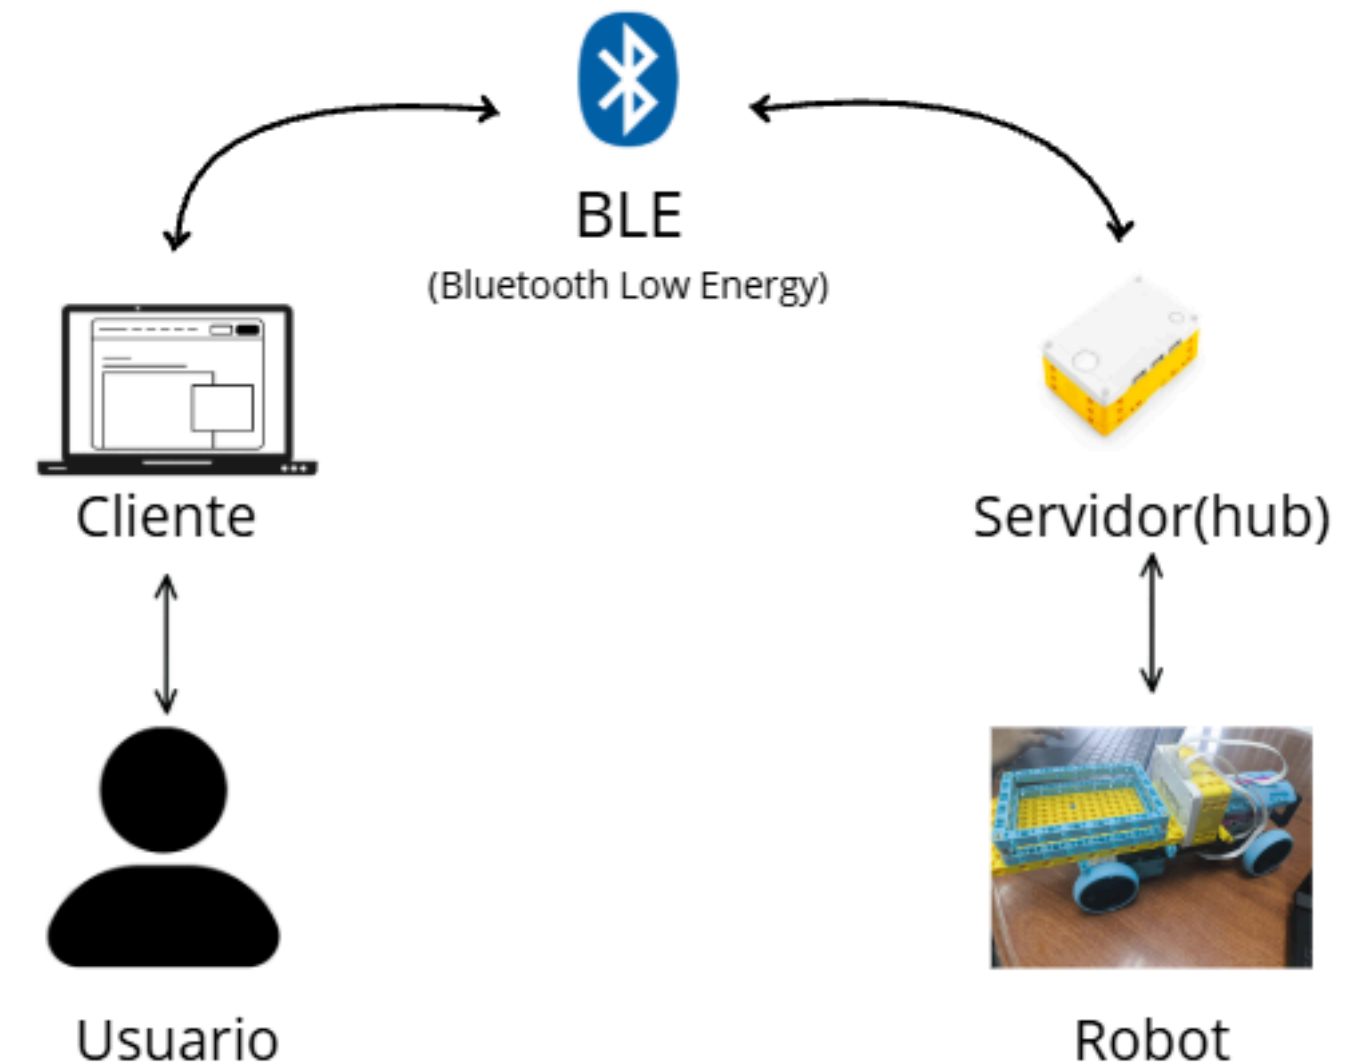 BLE
(Bluetooth Low Energy)
Cliente
Servidor(hub)
Usuario
Robot